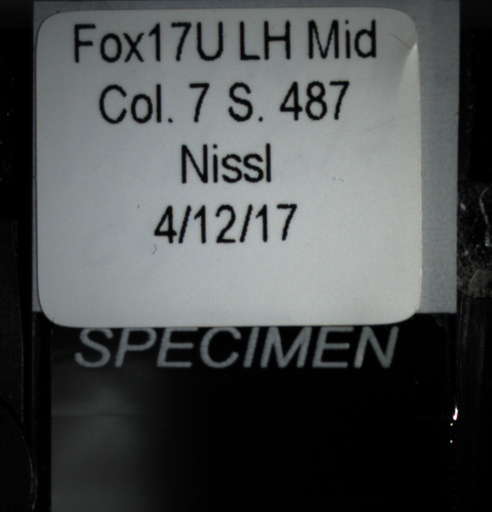 Fox17U LH Mid
Col. 7 S. 487
Nissl
4/12/17
SPECIMEN